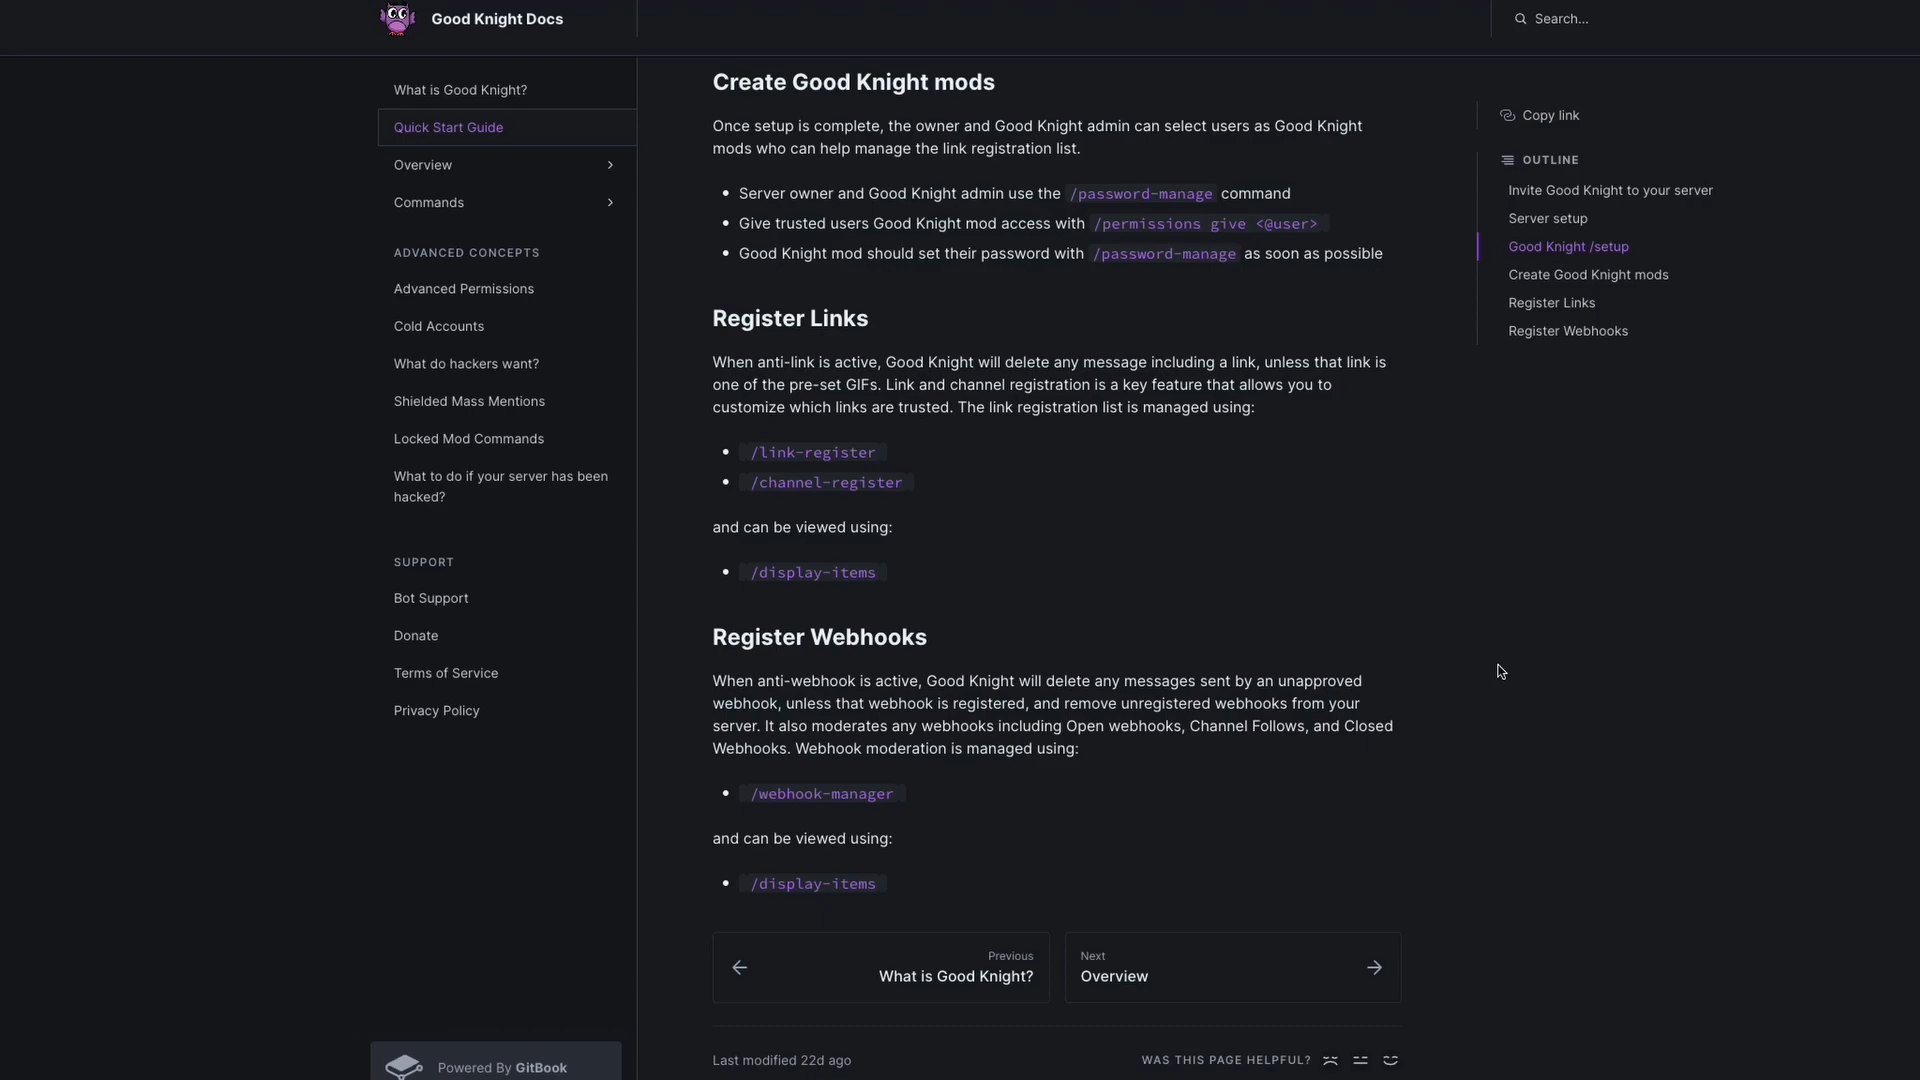 Good Knight Docs
Search...
What is Good Knight?
Quick Start Guide
Overview
Commands
ADVANCED CONCEPTS
Advanced Permissions
Cold Accounts
What do hackers want?
Shielded Mass Mentions
Locked Mod Commands
What to do if your server has been
hacked?
SUPPORT
Bot Support
Donate
Terms of Service
Privacy Policy
Powered By GitBook
Create Good Knight mods
Once setup is complete, the owner and Good Knight admin can select users as Good Knight
mods who can help manage the link registration list.
Server owner and Good Knight admin use the /password-manage command
Give trusted users Good Knight mod access with /permissions give <@user>
Good Knight mod should set their password with /password-manage as soon as possible
Register Links
When anti-link is active, Good Knight will delete any message including a link, unless that link is
one of the pre-set GIFs. Link and channel registration is a key feature that allows you to
customize which links are trusted. The link registration list is managed using:
/link-register
/channel-register
and can be viewed using:
/display-items
Register Webhooks
When anti-webhook is active, Good Knight will delete any messages sent by an unapproved
webhook, unless that webhook is registered, and remove unregistered webhooks from your
server. It also moderates any webhooks including Open webhooks, Channel Follows, and Closed
Webhooks. Webhook moderation is managed using:
/webhook-manager
and can be viewed using:
/display-items
Previous
What is Good Knight?
Next
Overview
Last modified 22d ago
WAS THIS PAGE HELPFUL?
Copy link
OUTLINE
Invite Good Knight to your server
Server setup
Good Knight /setup
Create Good Knight mods
Register Links
Register Webhooks